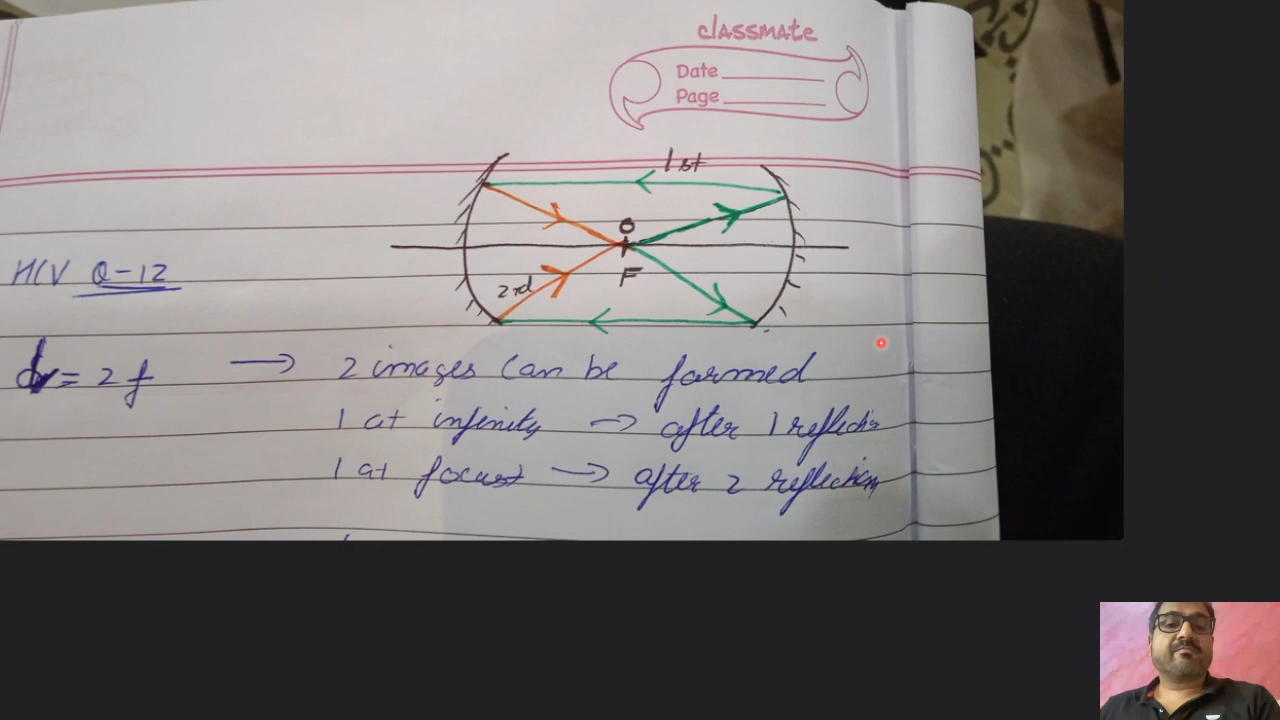 classmate
Date
Page
1st
O
F
2nd
HCV Q-12
d = 2f → 2 images can be formed
1 at infinity → after 1 reflection
1 at focus → after 2 reflections